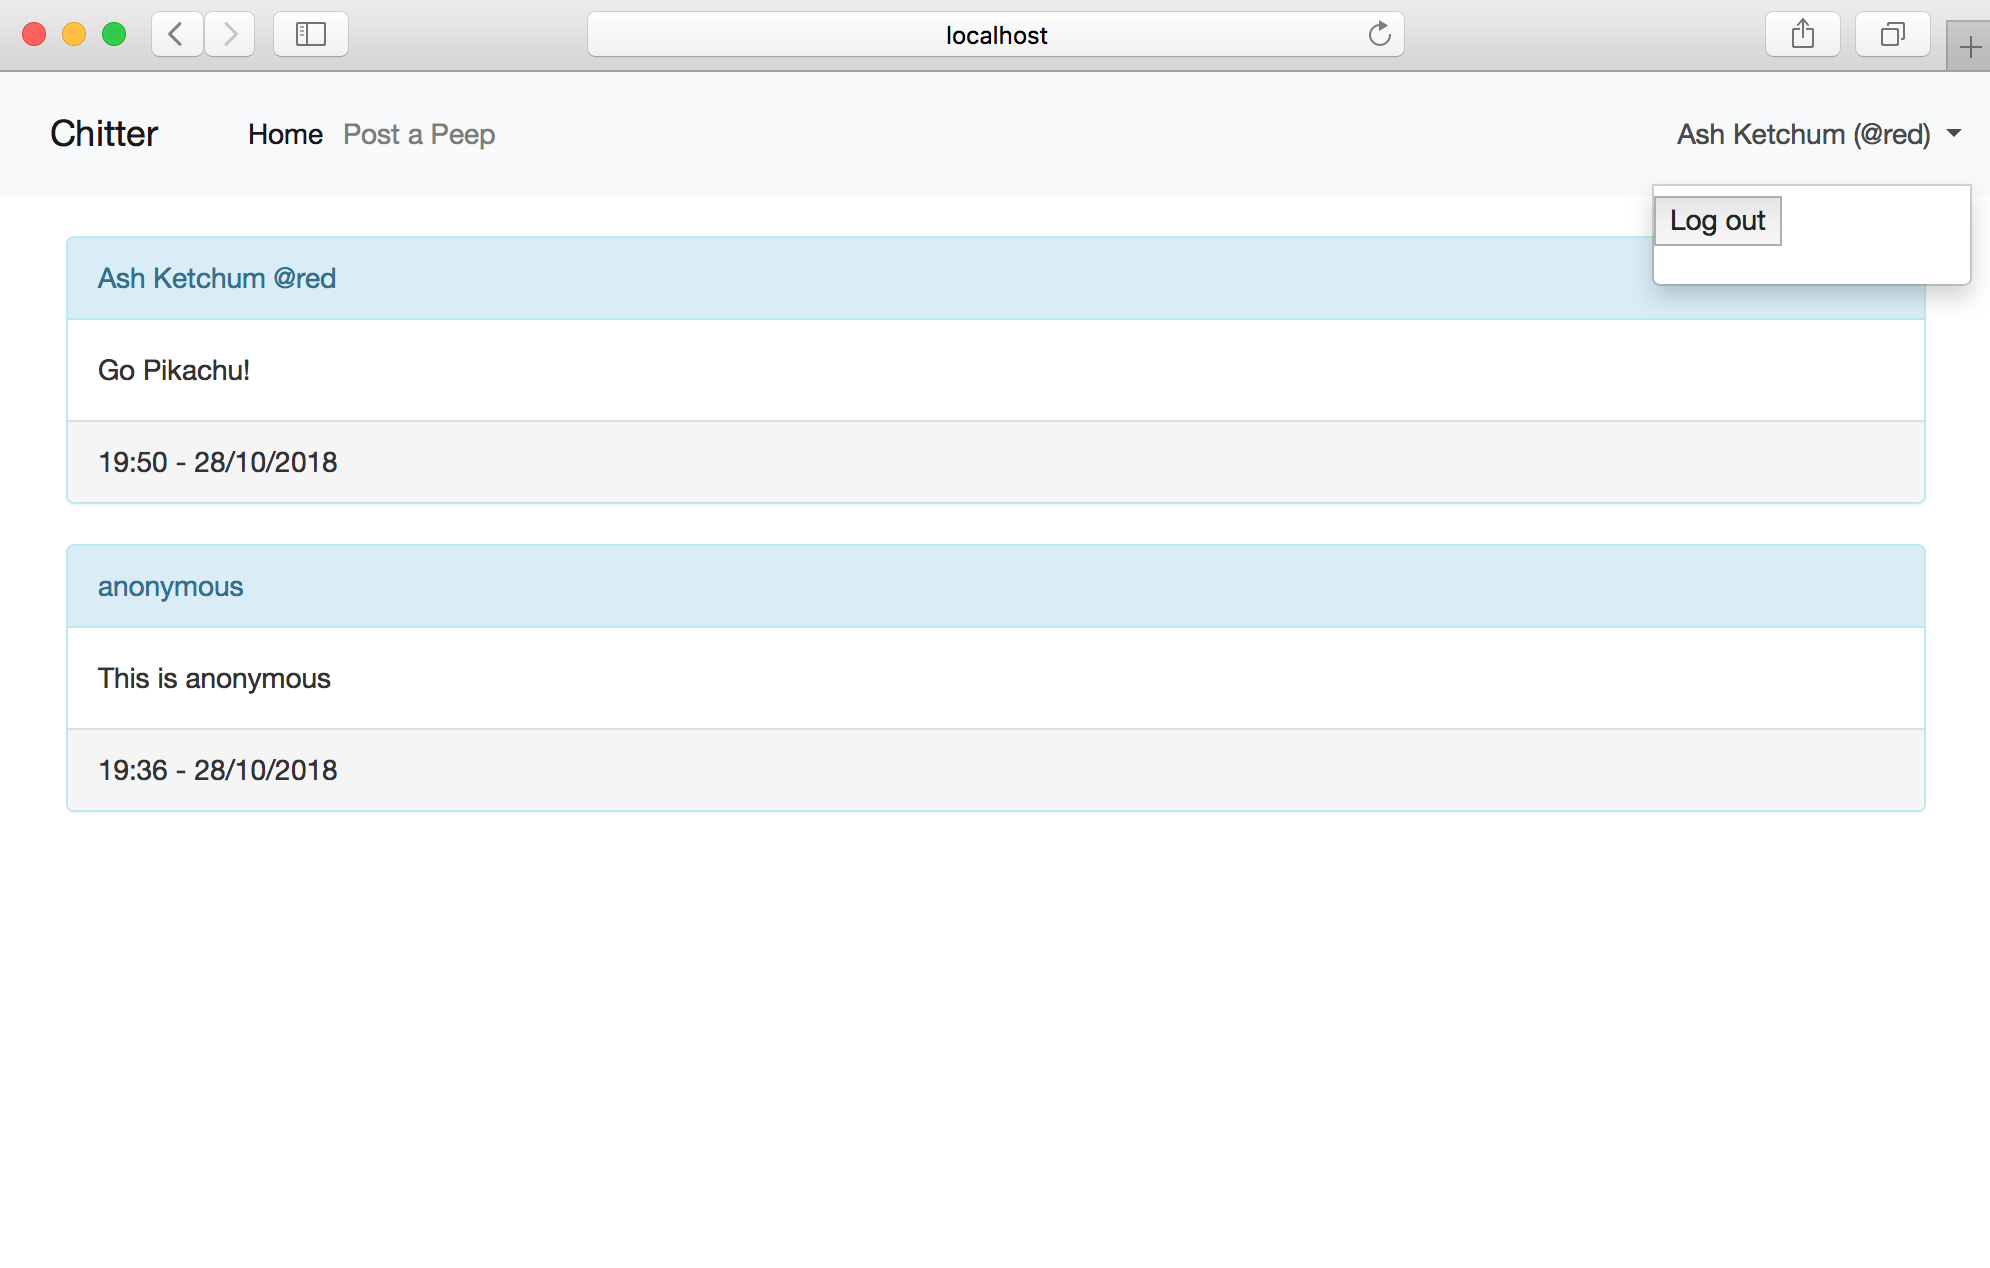 localhost
Chitter Home Post a Peep Ash Ketchum (@red)
Log out
Ash Ketchum @red
Go Pikachu!
19:50 - 28/10/2018
anonymous
This is anonymous
19:36 - 28/10/2018